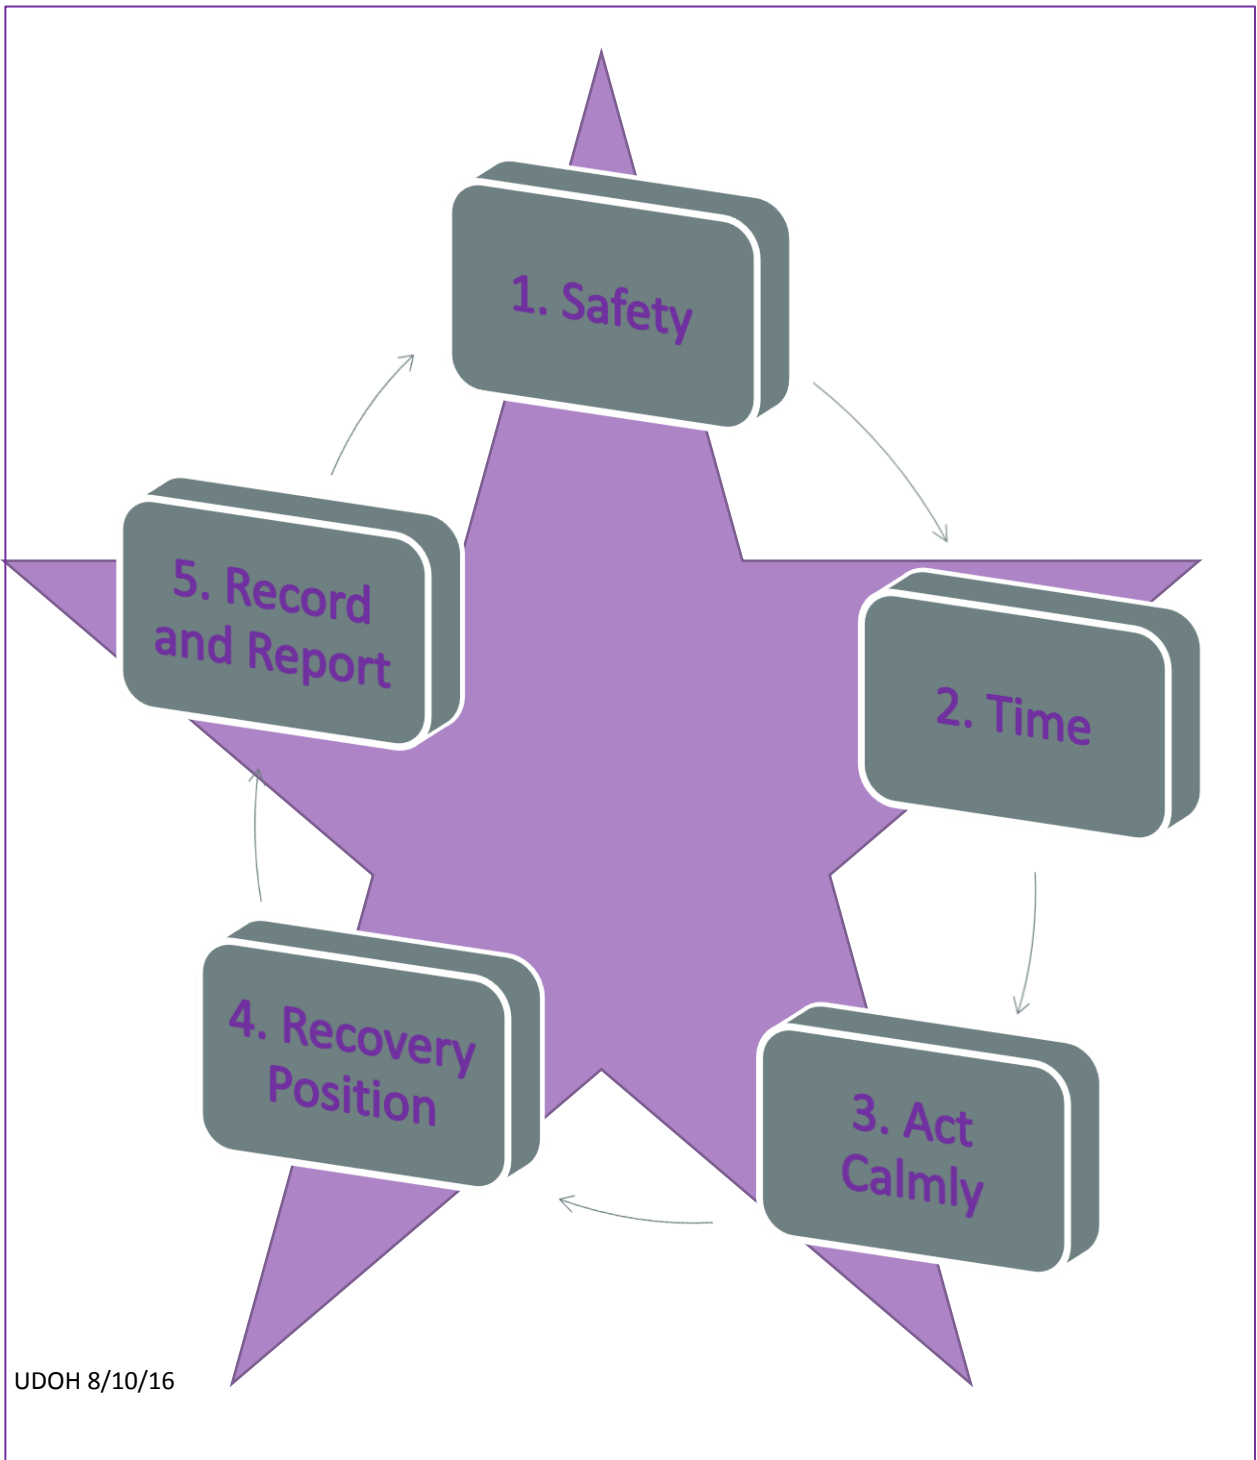 1. Safety
2. Time
3. Act
Calmly
4. Recovery
Position
5. Record
and Report
UDOH 8/10/16